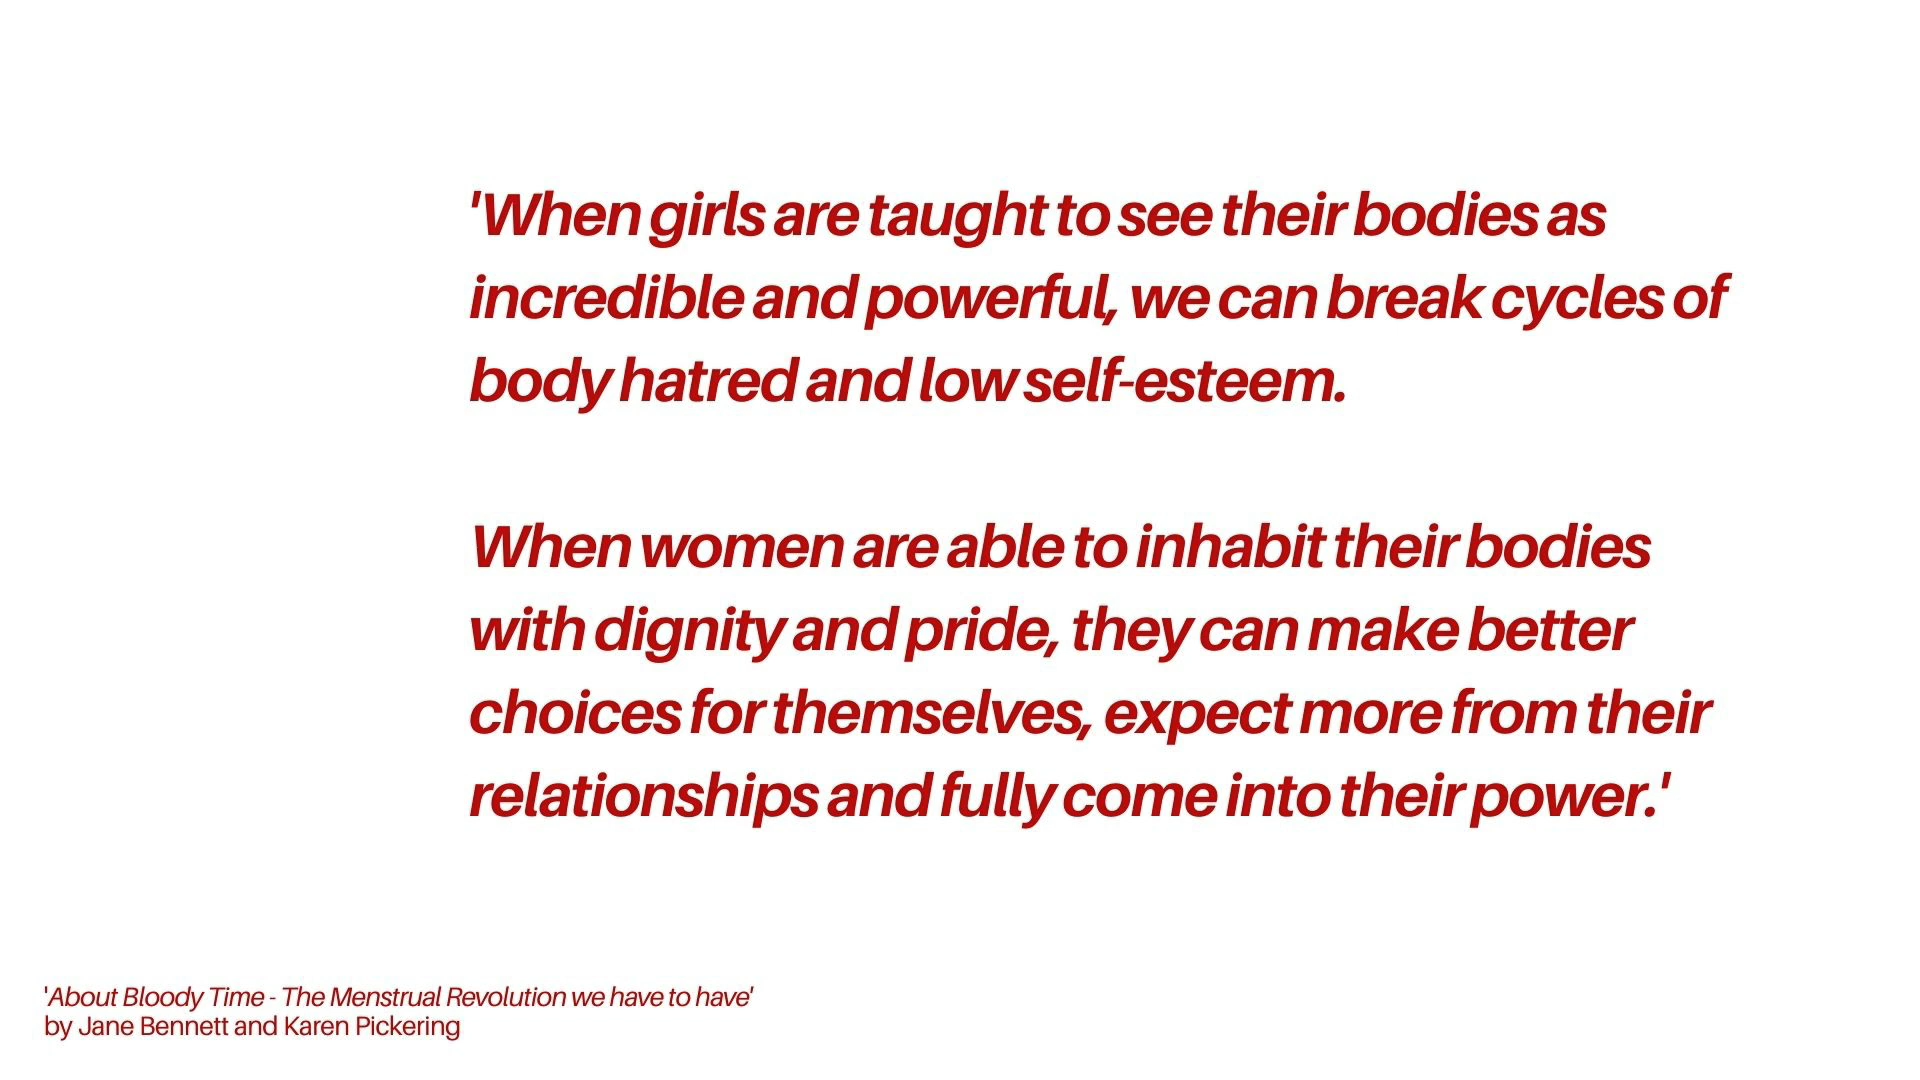 'When girls are taught to see their bodies as
incredible and powerful, we can break cycles of
body hatred and low self-esteem.
When women are able to inhabit their bodies
with dignity and pride, they can make better
choices for themselves, expect more from their
relationships and fully come into their power.'
'About Bloody Time - The Menstrual Revolution we have to have'
by Jane Bennett and Karen Pickering